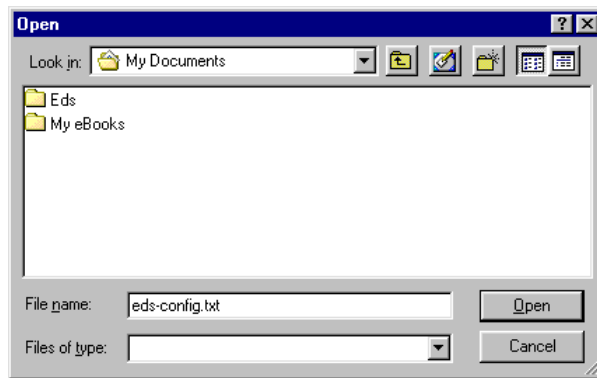 Open
Look in: My Documents
Eds
My eBooks
File name: eds-config.txt Open
Files of type: Cancel